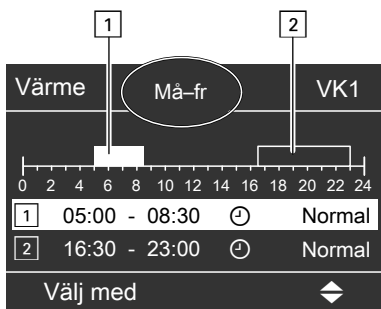 1 2
Värme Må–fr VK1
0 2 4 6 8 10 12 14 16 18 20 22 24
1 05:00 - 08:30 Normal
2 16:30 - 23:00 Normal
Välj med